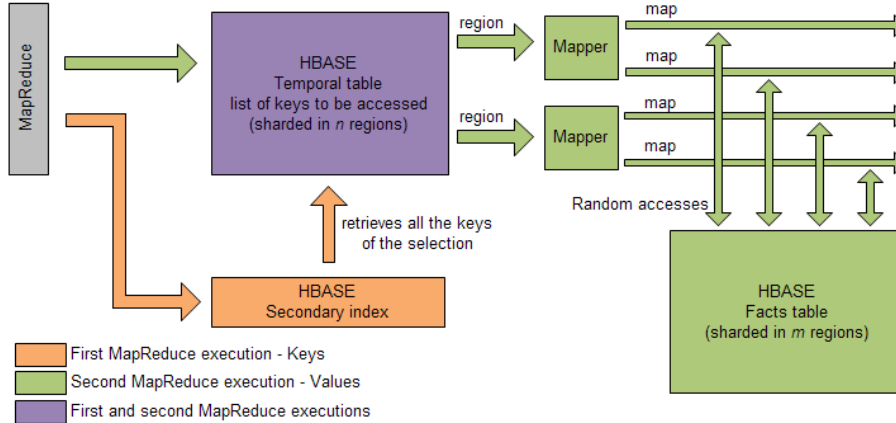 MapReduce
HBASE
Temporal table
list of keys to be accessed
(sharded in n regions)
region
region
Mapper
Mapper
map
map
map
map
Random accesses
retrieves all the keys
of the selection
HBASE
Secondary index
HBASE
Facts table
(sharded in m regions)
First MapReduce execution - Keys
Second MapReduce execution - Values
First and second MapReduce executions